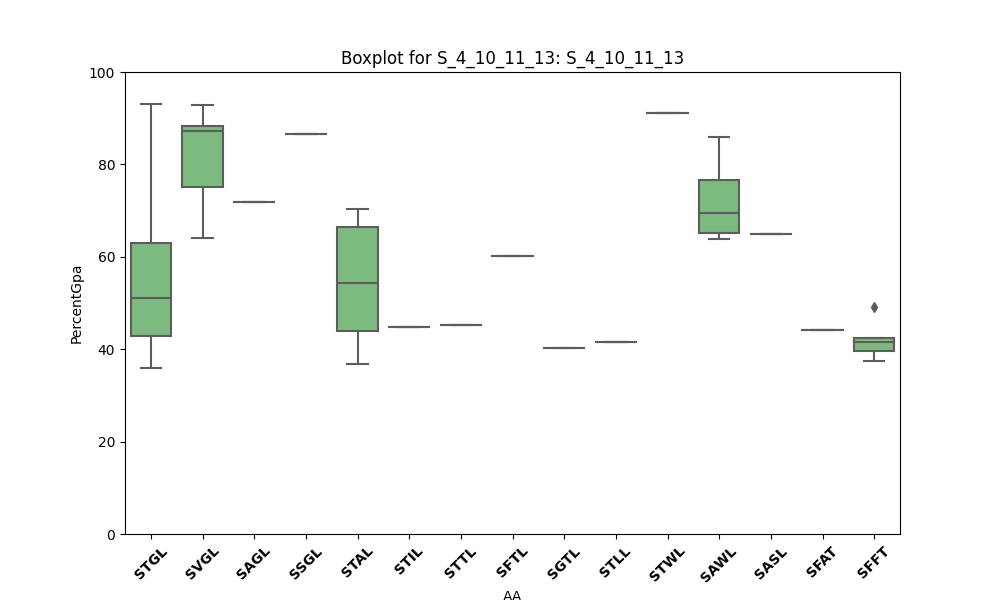 Boxplot for S_4_10_11_13: S_4_10_11_13
100
80
60
40
20
0
PercentGpa
STGL
SVGL
SAGL
SSGL
STAL
STIL
STTL
SFTL
SGTL
STLL
STWL
SAWL
SASL
SFAT
SFFT
AA